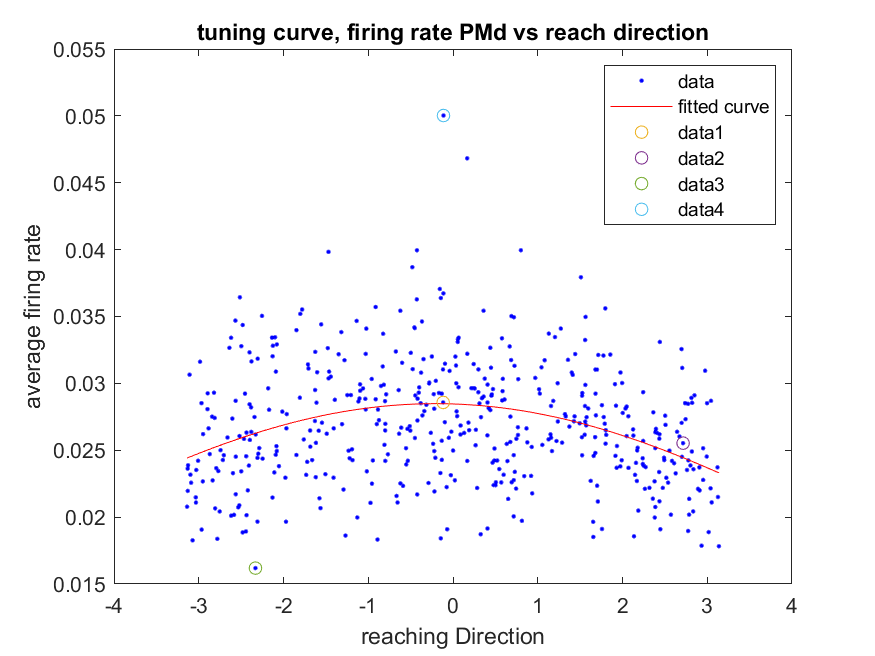 tuning curve, firing rate PMd vs reach direction
0.055
0.05
0.045
0.04
0.035
0.03
0.025
0.02
0.015
average firing rate
data
fitted curve
data1
data2
data3
data4
-4 -3 -2 -1 0 1 2 3 4
reaching Direction